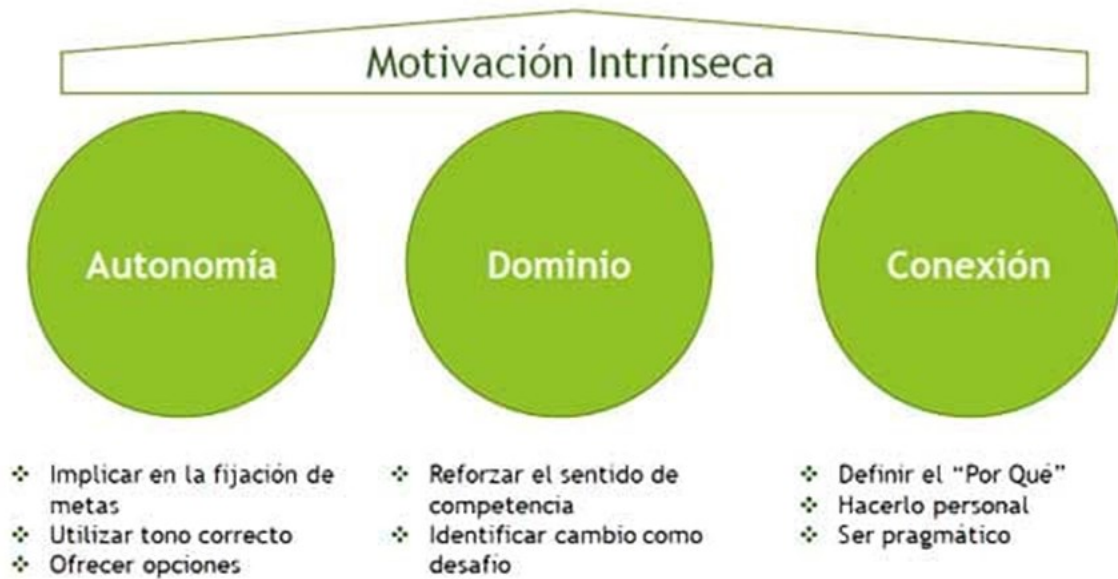 Motivación Intrínseca
Autonomía
Dominio
Conexión
❖ Implicar en la fijación de
metas
❖ Utilizar tono correcto
❖ Ofrecer opciones
❖ Reforzar el sentido de
competencia
❖ Identificar cambio como
desafío
❖ Definir el “Por Qué”
❖ Hacerlo personal
❖ Ser pragmático